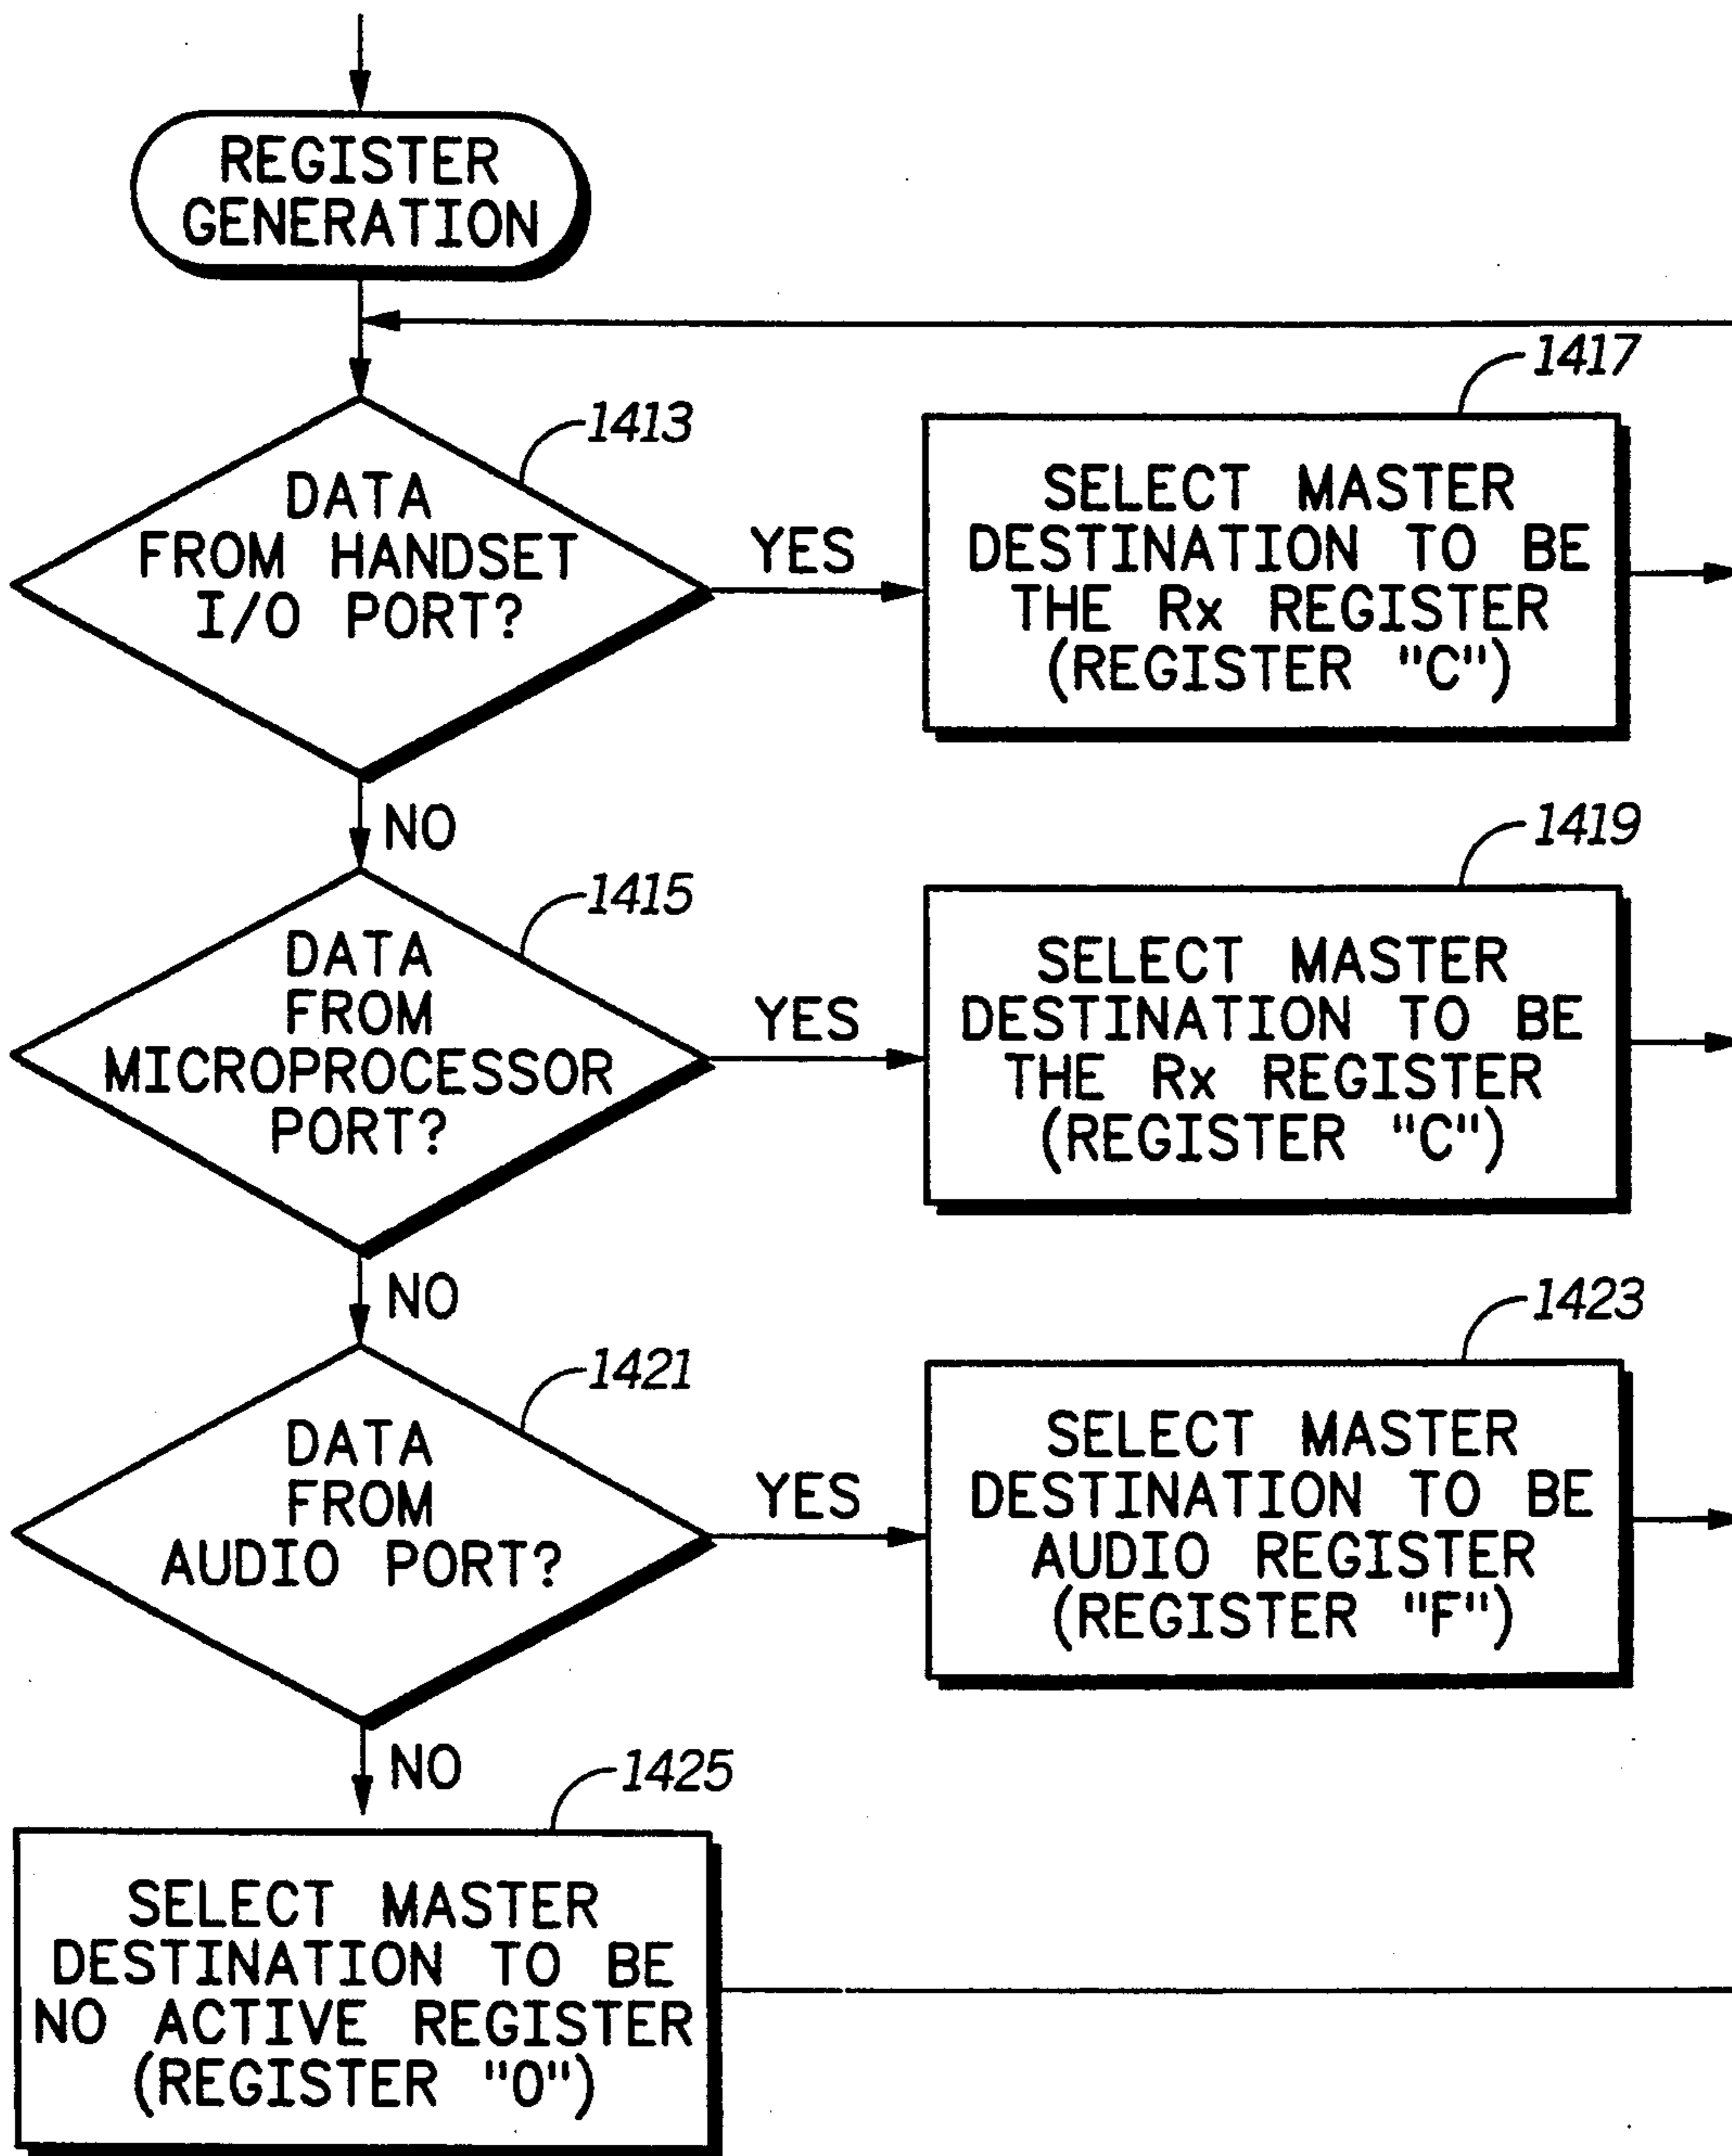 REGISTER
GENERATION
1413
DATA
FROM HANDSET
I/O PORT?
YES
1417
SELECT MASTER
DESTINATION TO BE
THE Rx REGISTER
(REGISTER "C")
NO
1415
DATA
FROM
MICROPROCESSOR
PORT?
YES
1419
SELECT MASTER
DESTINATION TO BE
THE Rx REGISTER
(REGISTER "C")
NO
1421
DATA
FROM
AUDIO PORT?
YES
1423
SELECT MASTER
DESTINATION TO BE
AUDIO REGISTER
(REGISTER "F")
NO
1425
SELECT MASTER
DESTINATION TO BE
NO ACTIVE REGISTER
(REGISTER "0")